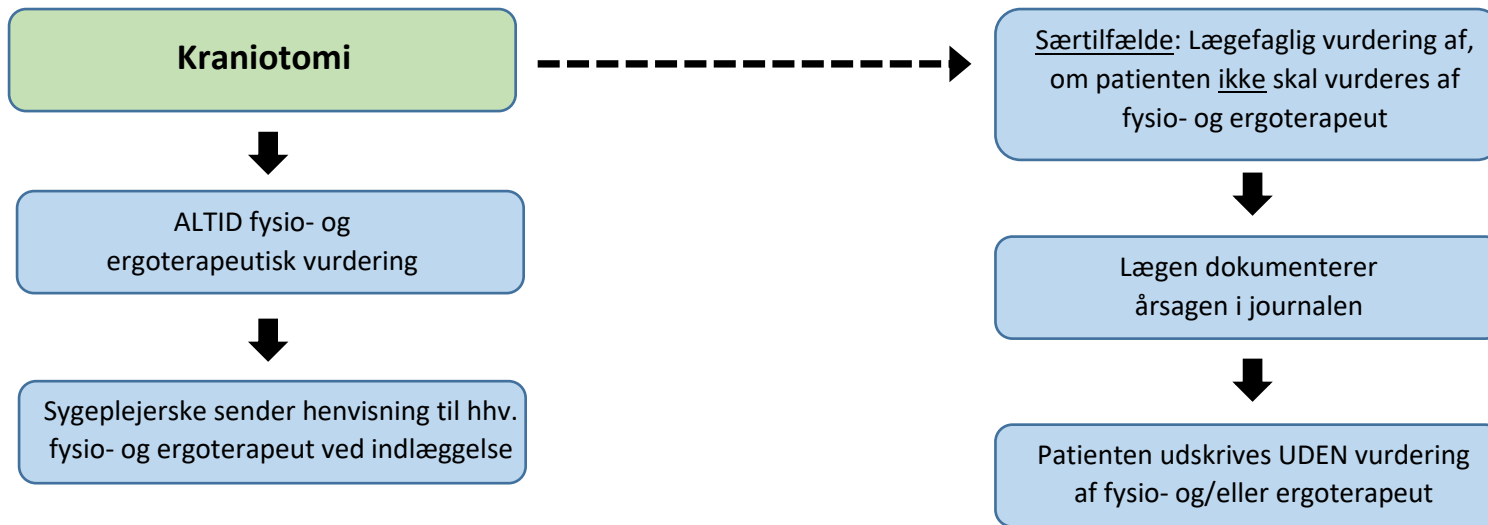 Kraniotomi
ALTID fysio- og
ergoterapeutisk vurdering
Sygeplejerske sender henvisning til hhv.
fysio- og ergoterapeut ved indlæggelse
Særtilfælde: Lægefaglig vurdering af,
om patienten ikke skal vurderes af
fysio- og ergoterapeut
Lægen dokumenterer
årsagen i journalen
Patienten udskrives UDEN vurdering
af fysio- og/eller ergoterapeut